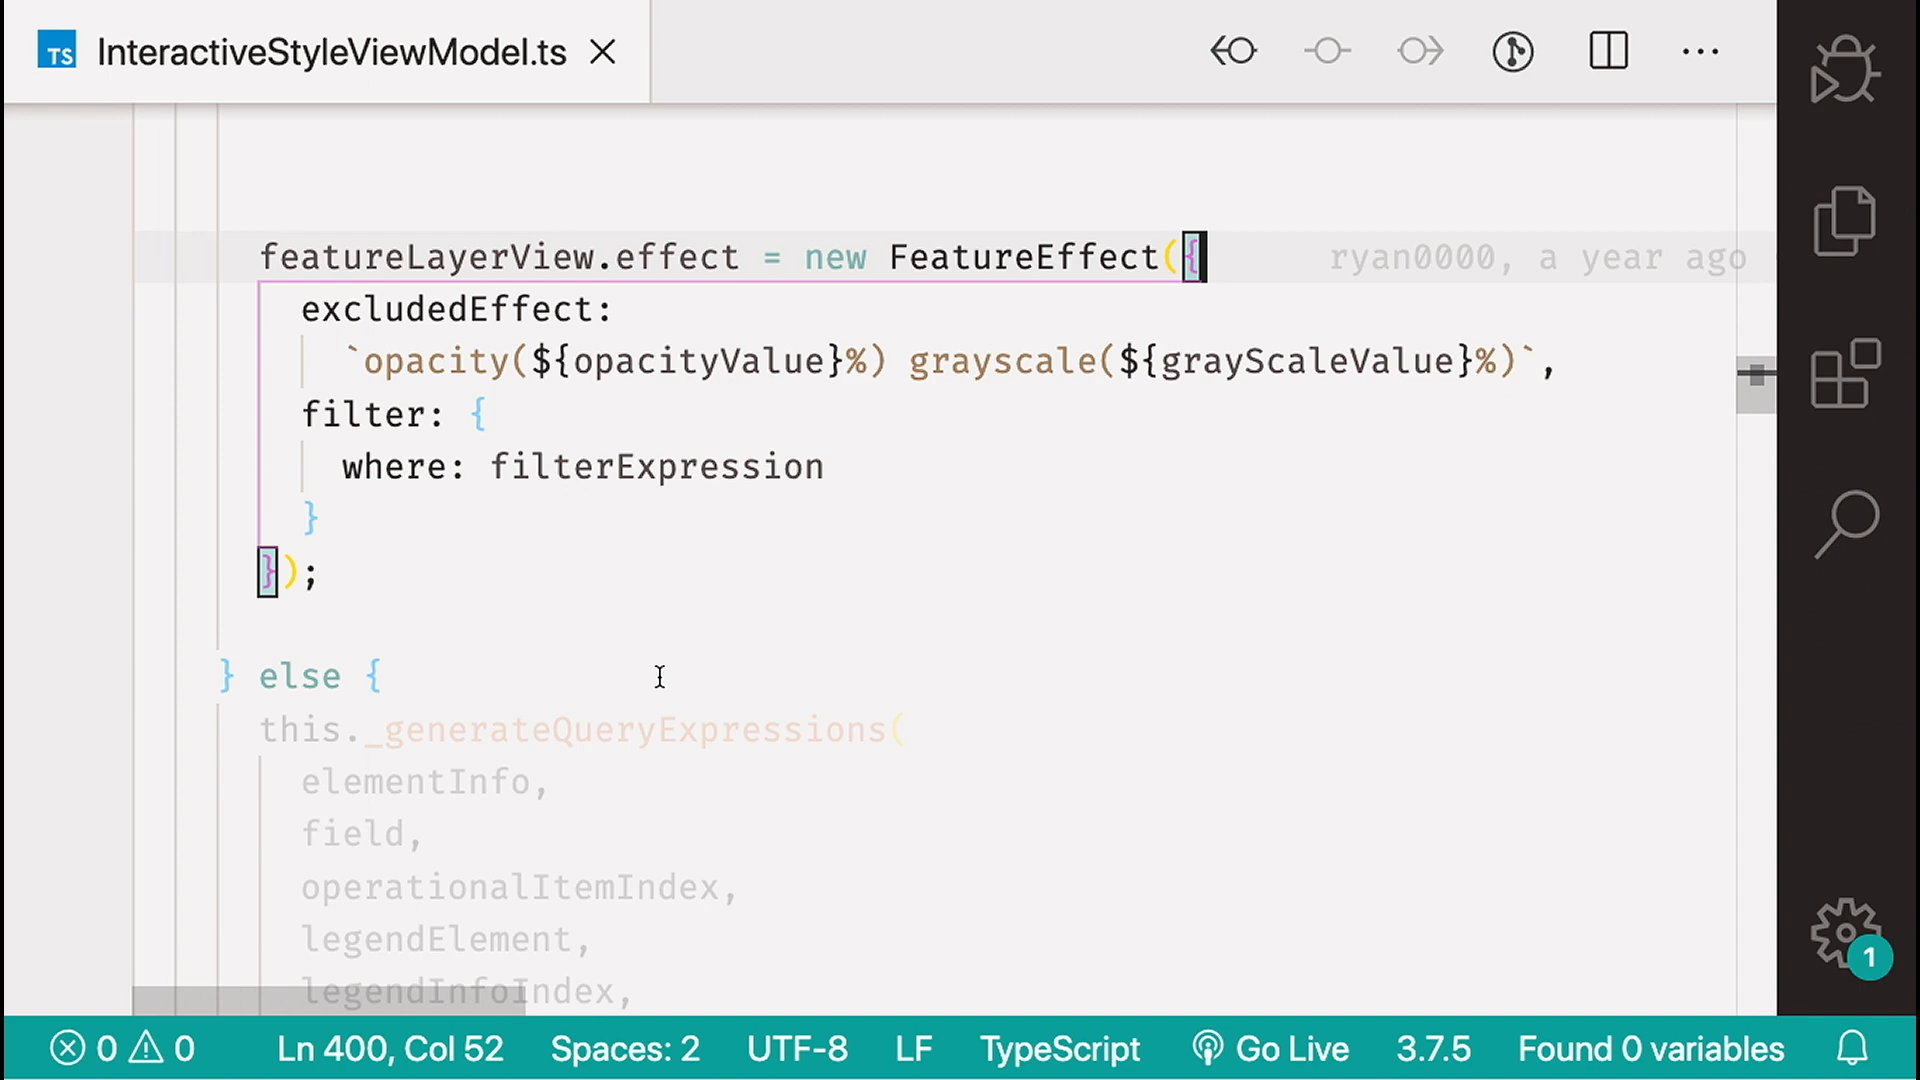 TS InteractiveStyleViewModel.ts
featureLayerView.effect = new FeatureEffect({ ryan0000, a year ago
excludedEffect:
`opacity(${opacityValue}%) grayscale(${grayScaleValue}%)`,
filter: {
where: filterExpression
}
});
} else {
this._generateQueryExpressions(
elementInfo,
field,
operationalItemIndex,
legendElement,
legendInfoIndex,
1
0 0 Ln 400, Col 52 Spaces: 2 UTF-8 LF TypeScript Go Live 3.7.5 Found 0 variables